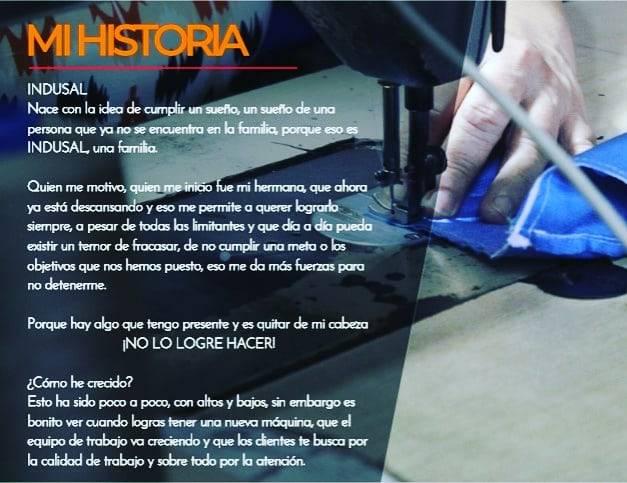 MI HISTORIA
INDUSAL
Nace con la idea de cumplir un sueño, un sueño de una
persona que ya no se encuentra en la familia, porque eso es
INDUSAL, una familia.
Quien me motivo, quien me inicio fue mi hermana, que ahora
ya está descansando y eso me permite a querer lograrlo
siempre, a pesar de todas las limitantes y que día a día pueda
existir un temor de fracasar, de no cumplir una meta o los
objetivos que nos hemos puesto, eso me da más fuerzas para
no detenerme.
Porque hay algo que tengo presente y es quitar de mi cabeza
¡NO LO LOGRE HACER!
¿Cómo he crecido?
Esto ha sido poco a poco, con altos y bajos, sin embargo es
bonito ver cuando logras tener una nueva máquina, que el
equipo de trabajo va creciendo y que los clientes te busca por
la calidad de trabajo y sobre todo por la atención.